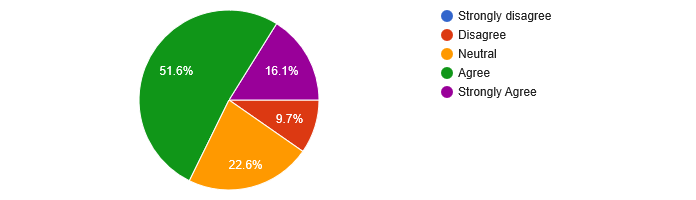 Strongly disagree
Disagree
Neutral
Agree
Strongly Agree
51.6%
16.1%
9.7%
22.6%